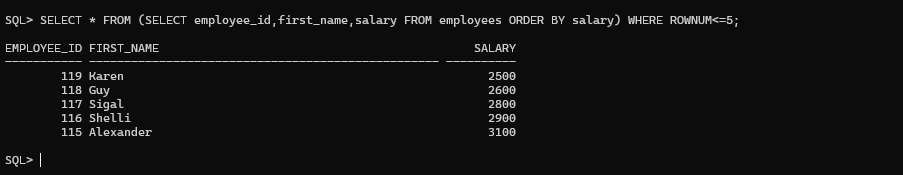 SQL> SELECT * FROM (SELECT employee_id,first_name,salary FROM employees ORDER BY salary) WHERE ROWNUM<=5;
EMPLOYEE_ID FIRST_NAME                                             SALARY
----------- -------------------------------------------------- ----------
        119 Karen                                                    2500
        118 Guy                                                      2600
        117 Sigal                                                    2800
        116 Shelli                                                   2900
        115 Alexander                                                3100
SQL>